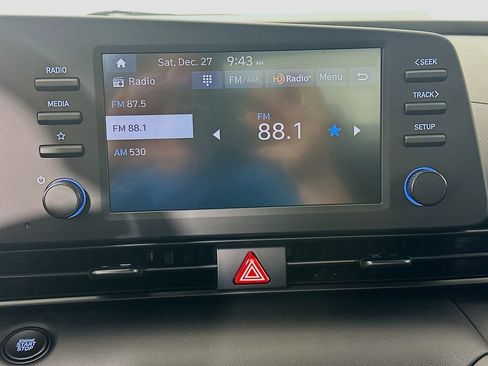 Sat, Dec. 27 9:43 AM
Radio FM/AM HD Radio Menu
FM 87.5
FM 88.1
AM 530
FM
88.1
RADIO
MEDIA
<SEEK
TRACK>
SETUP
Engine
START
STOP